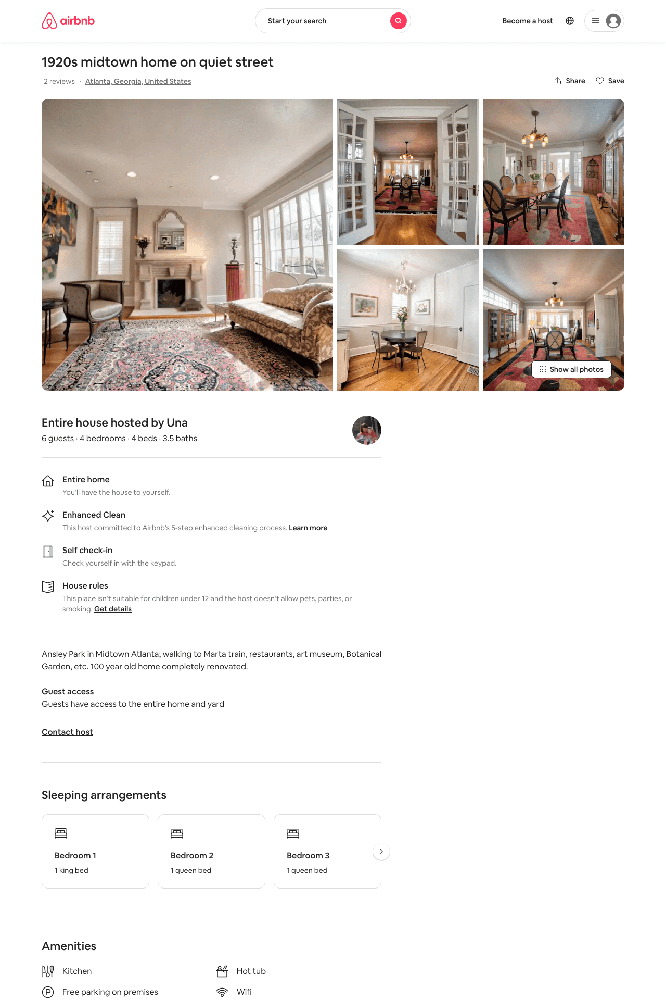 airbnb
Start your search
Become a host
1920s midtown home on quiet street
2 reviews · Atlanta, Georgia, United States
Share
Save
Show all photos
Entire house hosted by Una
6 guests · 4 bedrooms · 4 beds · 3.5 baths
Entire home
You'll have the house to yourself.
Enhanced Clean
This host committed to Airbnb's 5-step enhanced cleaning process. Learn more
Self check-in
Check yourself in with the keypad.
House rules
This place isn't suitable for children under 12 and the host doesn't allow pets, parties, or
smoking. Get details
Ansley Park in Midtown Atlanta; walking to Marta train, restaurants, art museum, Botanical
Garden, etc. 100 year old home completely renovated.
Guest access
Guests have access to the entire home and yard
Contact host
Sleeping arrangements
Bedroom 1
1 king bed
Bedroom 2
1 queen bed
Bedroom 3
1 queen bed
Amenities
Kitchen
Hot tub
Free parking on premises
Wifi